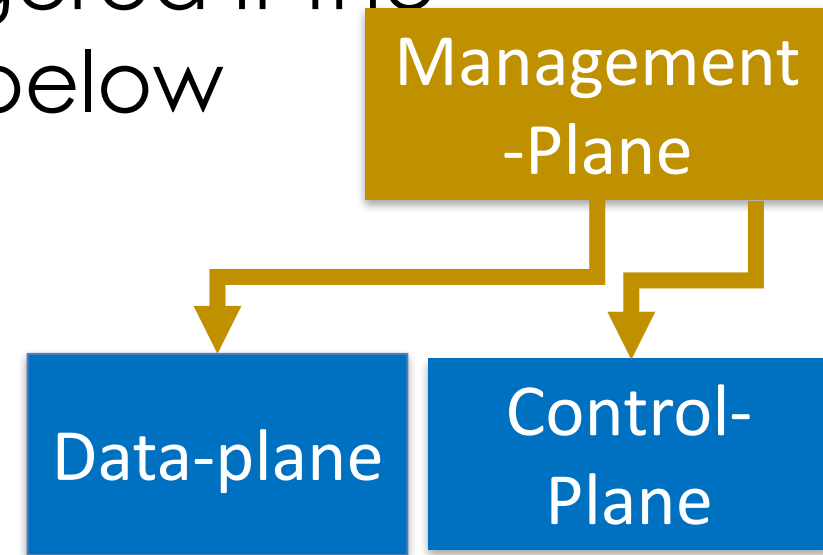 below
Management
-Plane
Data-plane
Control-
Plane